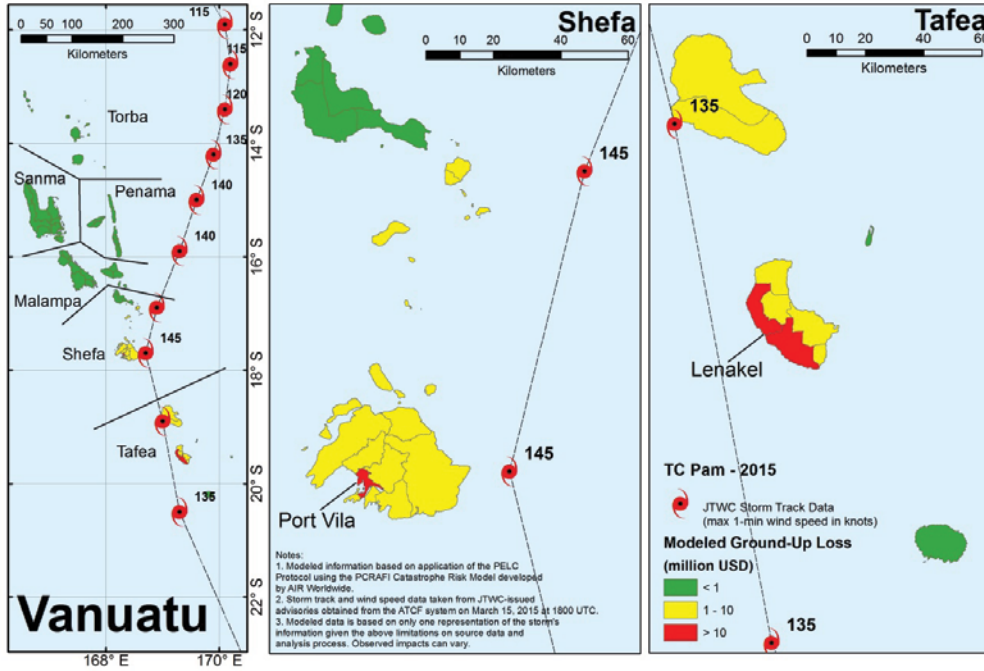 115
0 50 100 200 300
Kilometers
115
120
Torba
135
Sanma
Penama
140
140
Malampa
145
Shefa
Tafea
135
Vanuatu
168° E
170° E
12° S
14° S
16° S
18° S
20° S
22° S
Shefa
0 10 20 40 60
Kilometers
145
145
Port Vila
Notes:
1. Modeled information based on application of the PELC
Protocol using the PCRAFI Catastrophe Risk Model developed
by AIR Worldwide.
2. Storm track and wind speed data taken from JTWC-issued
advisories obtained from the ATCF system on March 15, 2015 at 1800 UTC.
3. Modeled data is based on only one representation of the storm's
information given the above limitations on source data and
analysis process. Observed impacts can vary.
Tafea
0 10 20 40 60
Kilometers
135
Lenakel
TC Pam - 2015
JTWC Storm Track Data
(max 1-min wind speed in knots)
Modeled Ground-Up Loss
(million USD)
< 1
1 - 10
> 10
135